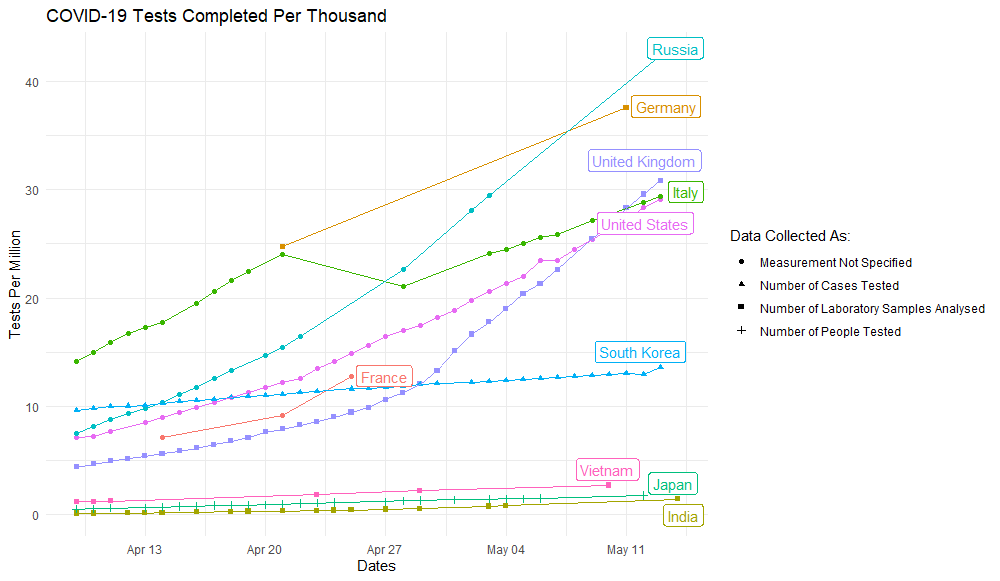 COVID-19 Tests Completed Per Thousand
Tests Per Million
40
30
20
10
0
Russia
Germany
United Kingdom
Italy
United States
South Korea
France
Vietnam
Japan
India
Apr 13 Apr 20 Apr 27 May 04 May 11
Dates
Data Collected As:
Measurement Not Specified
Number of Cases Tested
Number of Laboratory Samples Analysed
Number of People Tested